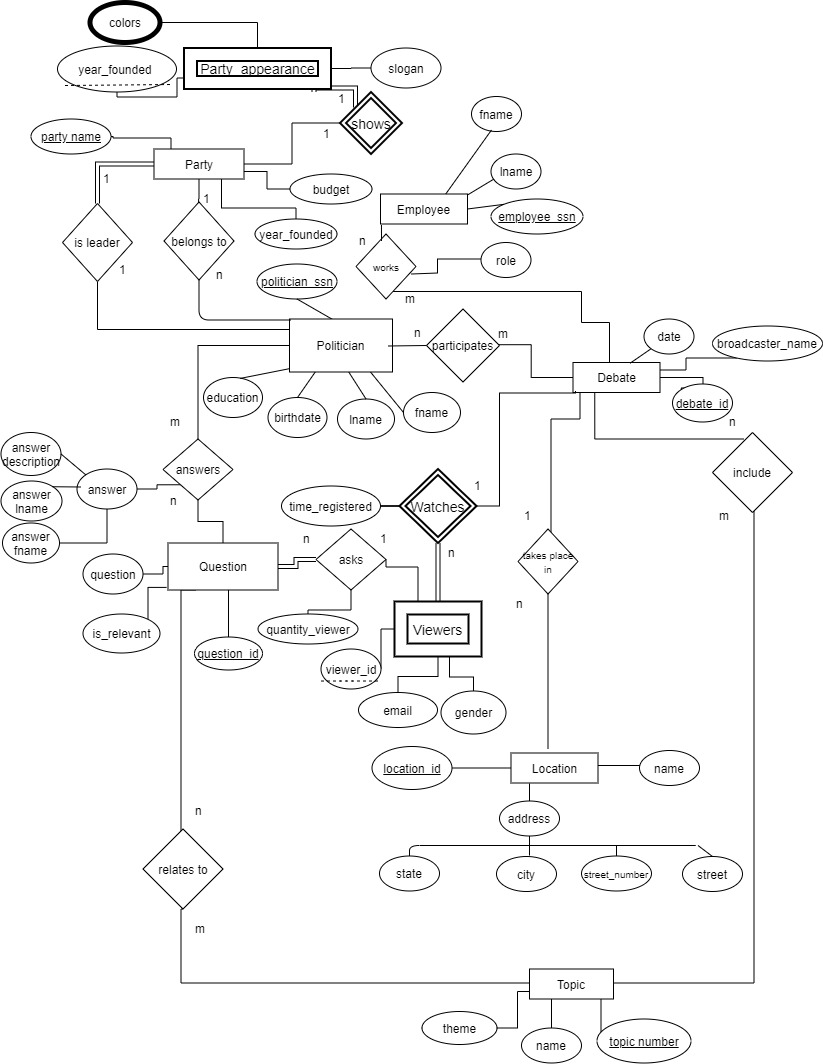 colors
year_founded
Party_appearance
slogan
1
shows
1
fname
party name
Party
1
budget
lname
Employee
employee_ssn
1
year_founded
is leader
belongs to
n
works
role
1
n
m
politician_ssn
Politician
n
participates
m
date
broadcaster_name
Debate
debate_id
education
birthdate
lname
fname
m
n
answer
description
answers
include
answer
answer
lname
n
time_registered
Watches
1
m
1
answer
fname
n
asks
1
n
takes place
in
question
Question
n
is_relevant
quantity_viewer
Viewers
question_id
viewer_id
email
gender
location_id
Location
name
n
address
relates to
state
city
street_number
street
m
Topic
theme
name
topic number